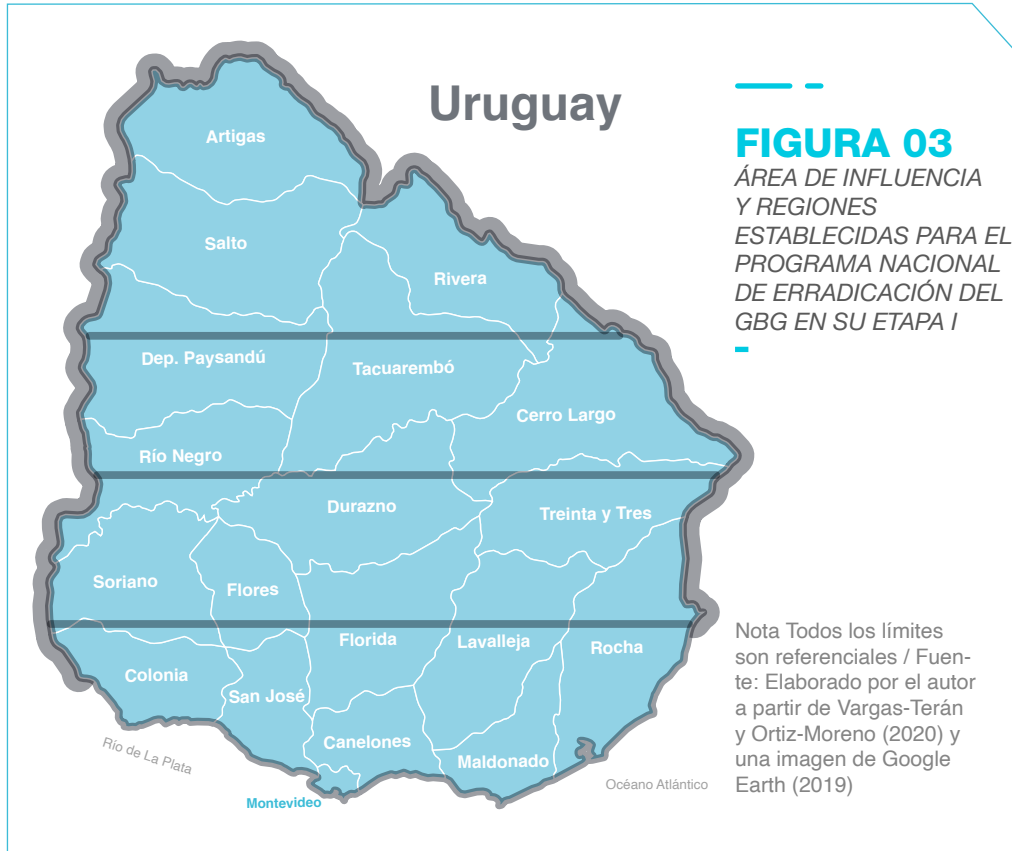 Uruguay
FIGURA 03
ÁREA DE INFLUENCIA
Y REGIONES
ESTABLECIDAS PARA EL
PROGRAMA NACIONAL
DE ERRADICACIÓN DEL
GBG EN SU ETAPA I
Artigas
Salto
Rivera
Dep. Paysandú
Tacuarembó
Cerro Largo
Río Negro
Durazno
Treinta y Tres
Soriano
Flores
Florida
Lavalleja
Rocha
Colonia
San José
Canelones
Maldonado
Río de La Plata
Montevideo
Océano Atlántico
Nota Todos los límites
son referenciales / Fuen-
te: Elaborado por el autor
a partir de Vargas-Terán
y Ortiz-Moreno (2020) y
una imagen de Google
Earth (2019)